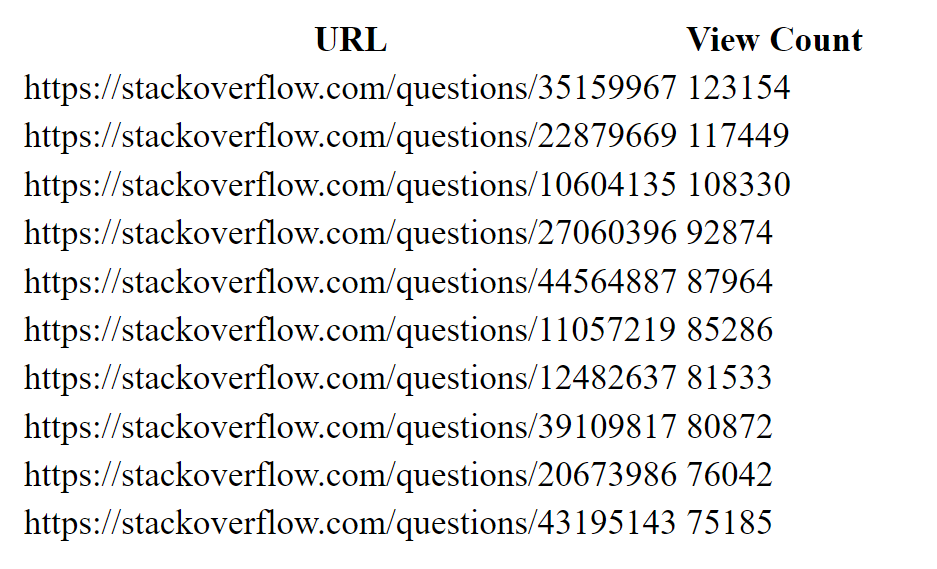 URL View Count
https://stackoverflow.com/questions/35159967 123154
https://stackoverflow.com/questions/22879669 117449
https://stackoverflow.com/questions/10604135 108330
https://stackoverflow.com/questions/27060396 92874
https://stackoverflow.com/questions/44564887 87964
https://stackoverflow.com/questions/11057219 85286
https://stackoverflow.com/questions/12482637 81533
https://stackoverflow.com/questions/39109817 80872
https://stackoverflow.com/questions/20673986 76042
https://stackoverflow.com/questions/43195143 75185